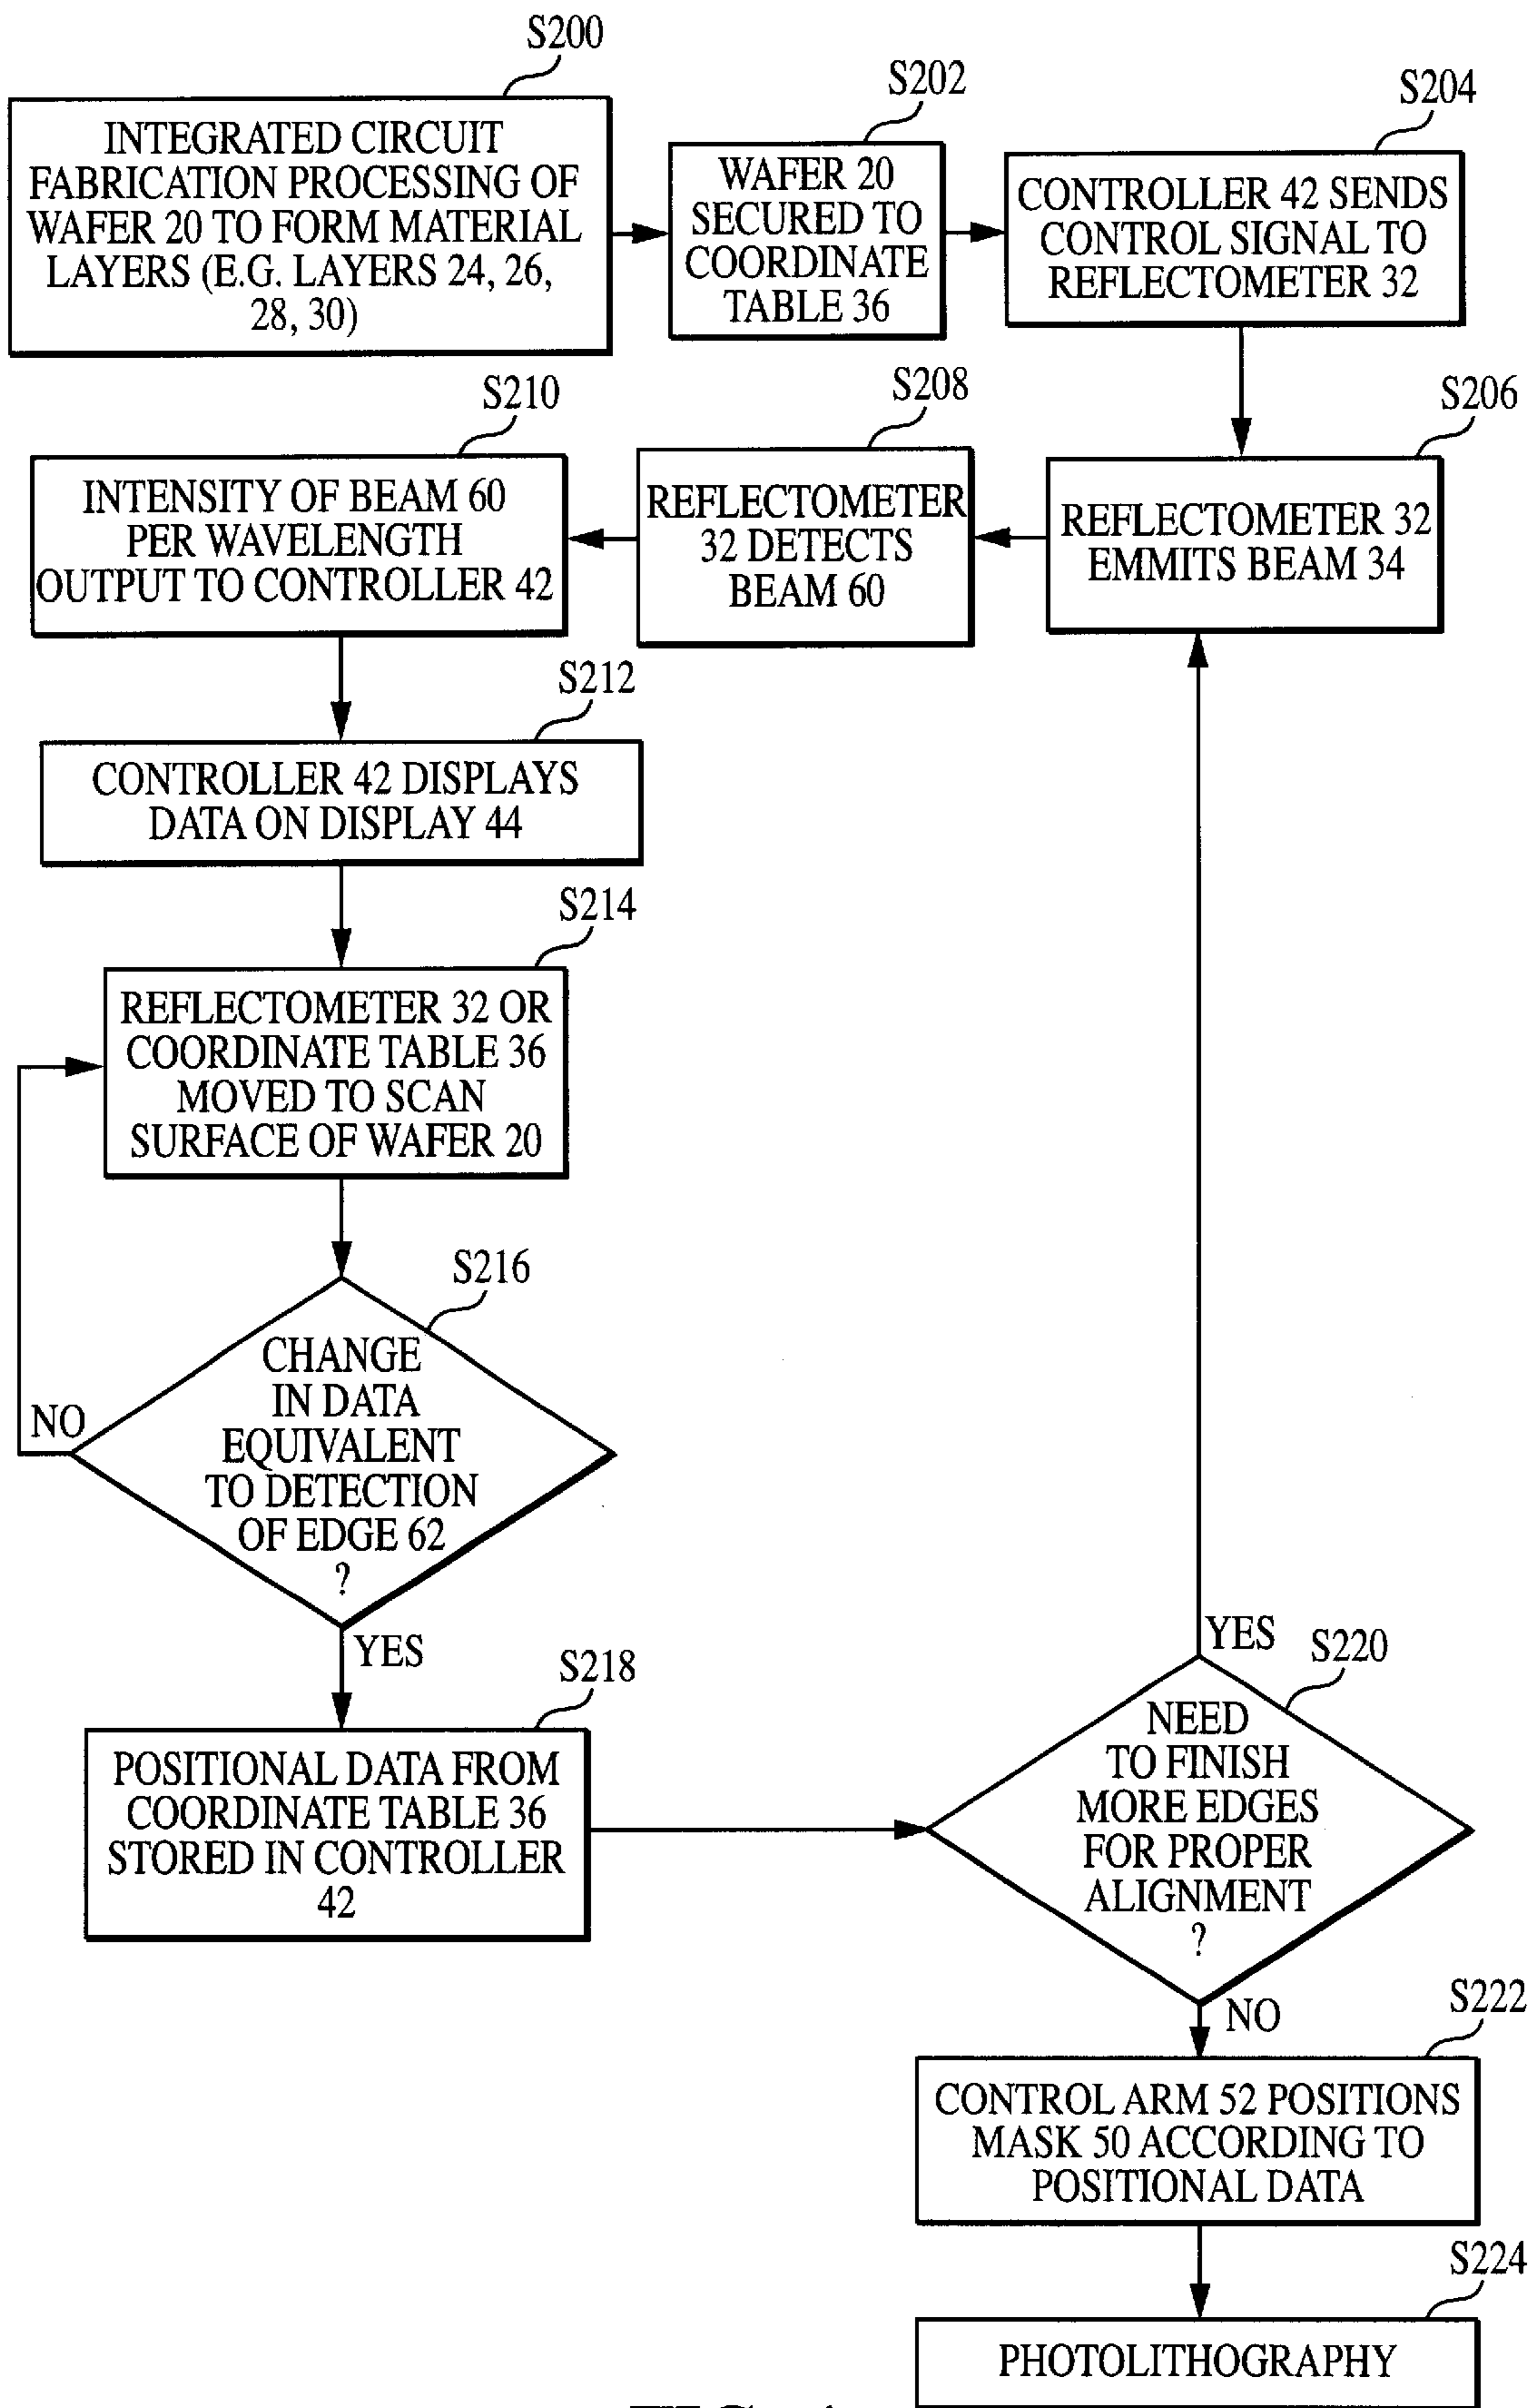 S200
INTEGRATED CIRCUIT
FABRICATION PROCESSING OF
WAFER 20 TO FORM MATERIAL
LAYERS (E.G. LAYERS 24, 26,
28, 30)
S202
WAFER 20
SECURED TO
COORDINATE
TABLE 36
S204
CONTROLLER 42 SENDS
CONTROL SIGNAL TO
REFLECTOMETER 32
S206
REFLECTOMETER 32
EMMITS BEAM 34
S208
REFLECTOMETER
32 DETECTS
BEAM 60
S210
INTENSITY OF BEAM 60
PER WAVELENGTH
OUTPUT TO CONTROLLER 42
S212
CONTROLLER 42 DISPLAYS
DATA ON DISPLAY 44
S214
REFLECTOMETER 32 OR
COORDINATE TABLE 36
MOVED TO SCAN
SURFACE OF WAFER 20
S216
CHANGE
IN DATA
EQUIVALENT
TO DETECTION
OF EDGE 62
?
NO
YES
S218
POSITIONAL DATA FROM
COORDINATE TABLE 36
STORED IN CONTROLLER
42
S220
NEED
TO FINISH
MORE EDGES
FOR PROPER
ALIGNMENT
?
YES
NO
S222
CONTROL ARM 52 POSITIONS
MASK 50 ACCORDING TO
POSITIONAL DATA
S224
PHOTOLITHOGRAPHY